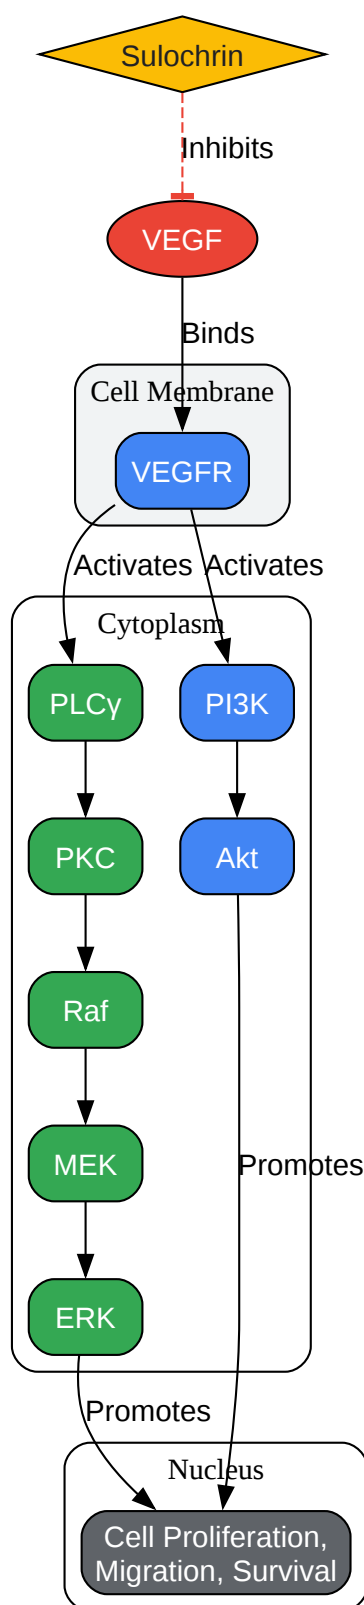 Sulochrin
Inhibits
VEGF
Binds
Cell Membrane
VEGFR
Activates
Activates
Cytoplasm
PLCγ
PI3K
PKC
Akt
Raf
MEK
Promotes
ERK
Promotes
Nucleus
Cell Proliferation,
Migration, Survival